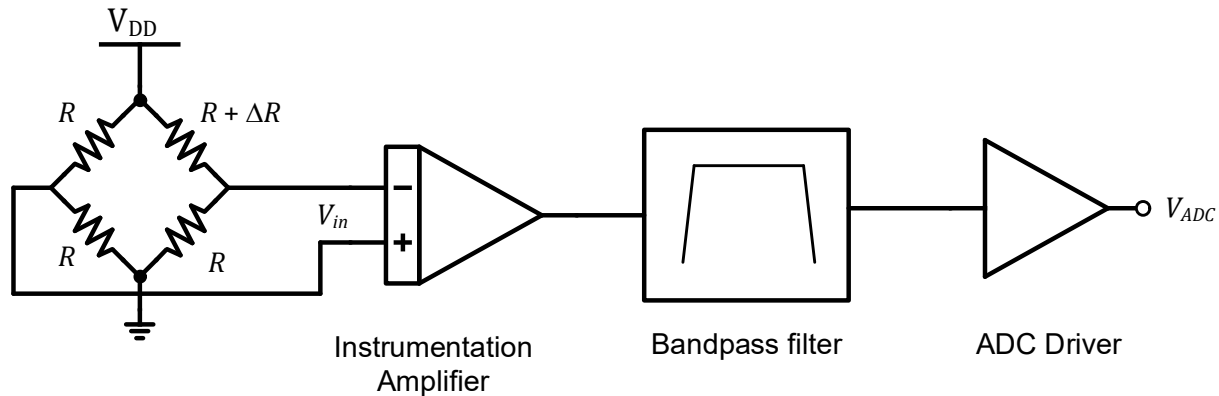 V_DD
R
R + ΔR
R
R
V_in
−
+
V_ADC
Instrumentation
Amplifier
Bandpass filter
ADC Driver